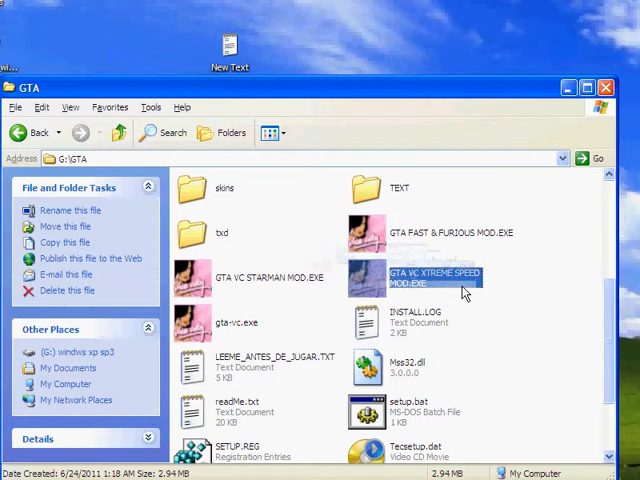 wi...
New Text
GTA
File Edit View Favorites Tools Help
Back Search Folders
Address G:\GTA Go
File and Folder Tasks
Rename this file
Move this file
Copy this file
Publish this file to the Web
E-mail this file
Delete this file
Other Places
(G:) windws xp sp3
My Documents
My Computer
My Network Places
Details
skins
TEXT
txd
GTA FAST & FURIOUS MOD.EXE
GTA VC STARMAN MOD.EXE
GTA VC XTREME SPEED
MOD.EXE
gta-vc.exe
INSTALL.LOG
Text Document
2 KB
LEEME_ANTES_DE_JUGAR.TXT
Text Document
5 KB
Mss32.dll
3.0.0.0
readMe.txt
Text Document
20 KB
setup.bat
MS-DOS Batch File
1 KB
SETUP.REG
Registration Entries
Tecsetup.dat
Video CD Movie
Date Created: 6/24/2011 1:18 AM Size: 2.94 MB
2.94 MB
My Computer